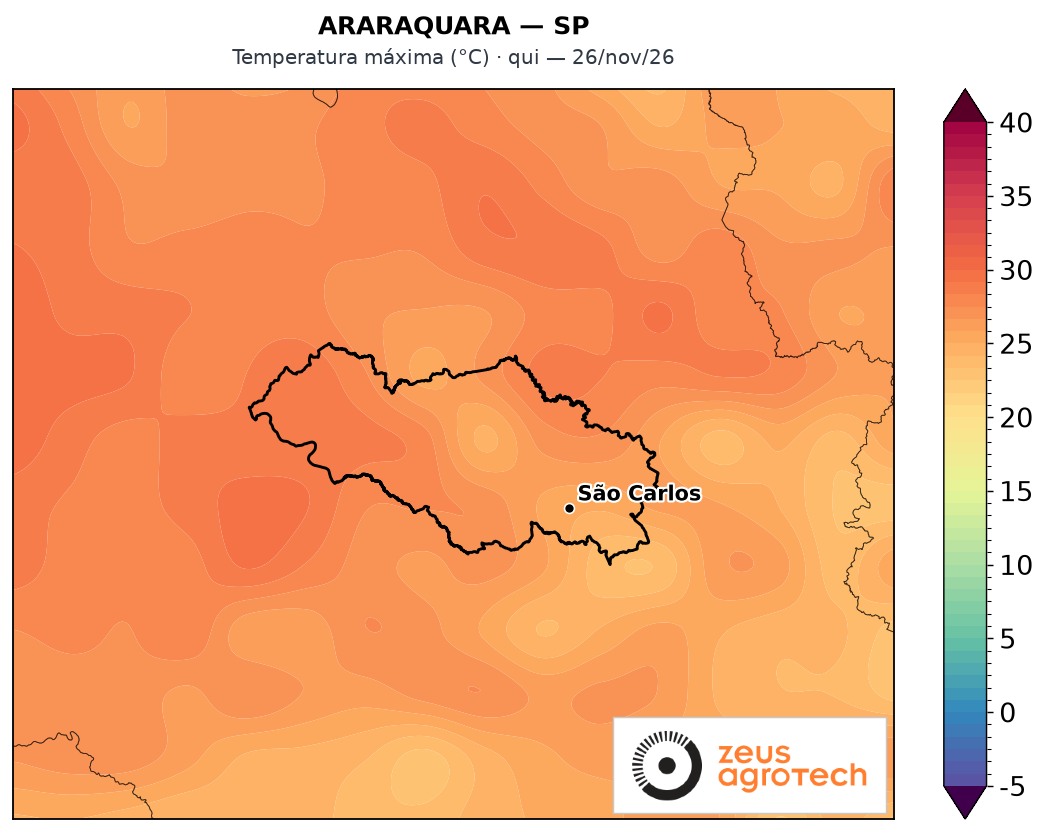 ARARAQUARA — SP
Temperatura máxima (°C) · qui — 26/nov/26
40
35
30
25
20
15
10
5
0
-5
São Carlos
zeus
agrotech